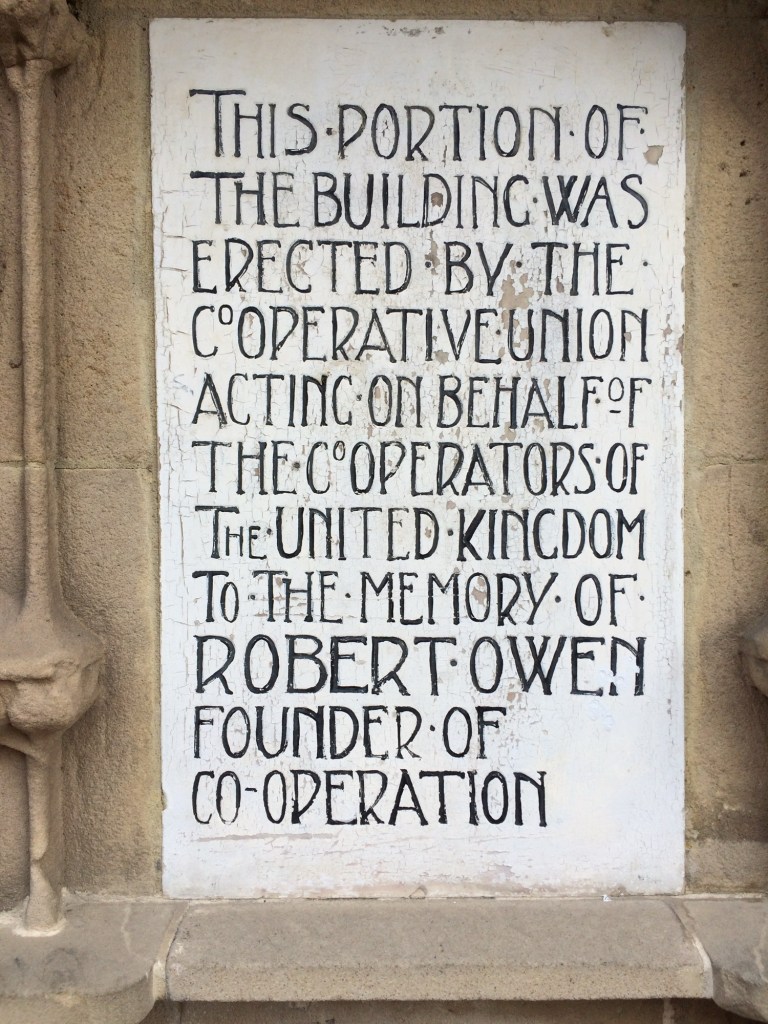 THIS·PORTION·OF·
THE BUILDING·WAS
ERECTED·BY·THE·
CoOPERATIVE·UNION
ACTING·ON BEHALF·OF
THE·CoOPERATORS·OF
THE·UNITED·KINGDOM
TO·THE·MEMORY·OF·
ROBERT·OWEN
FOUNDER·OF
CO-OPERATION